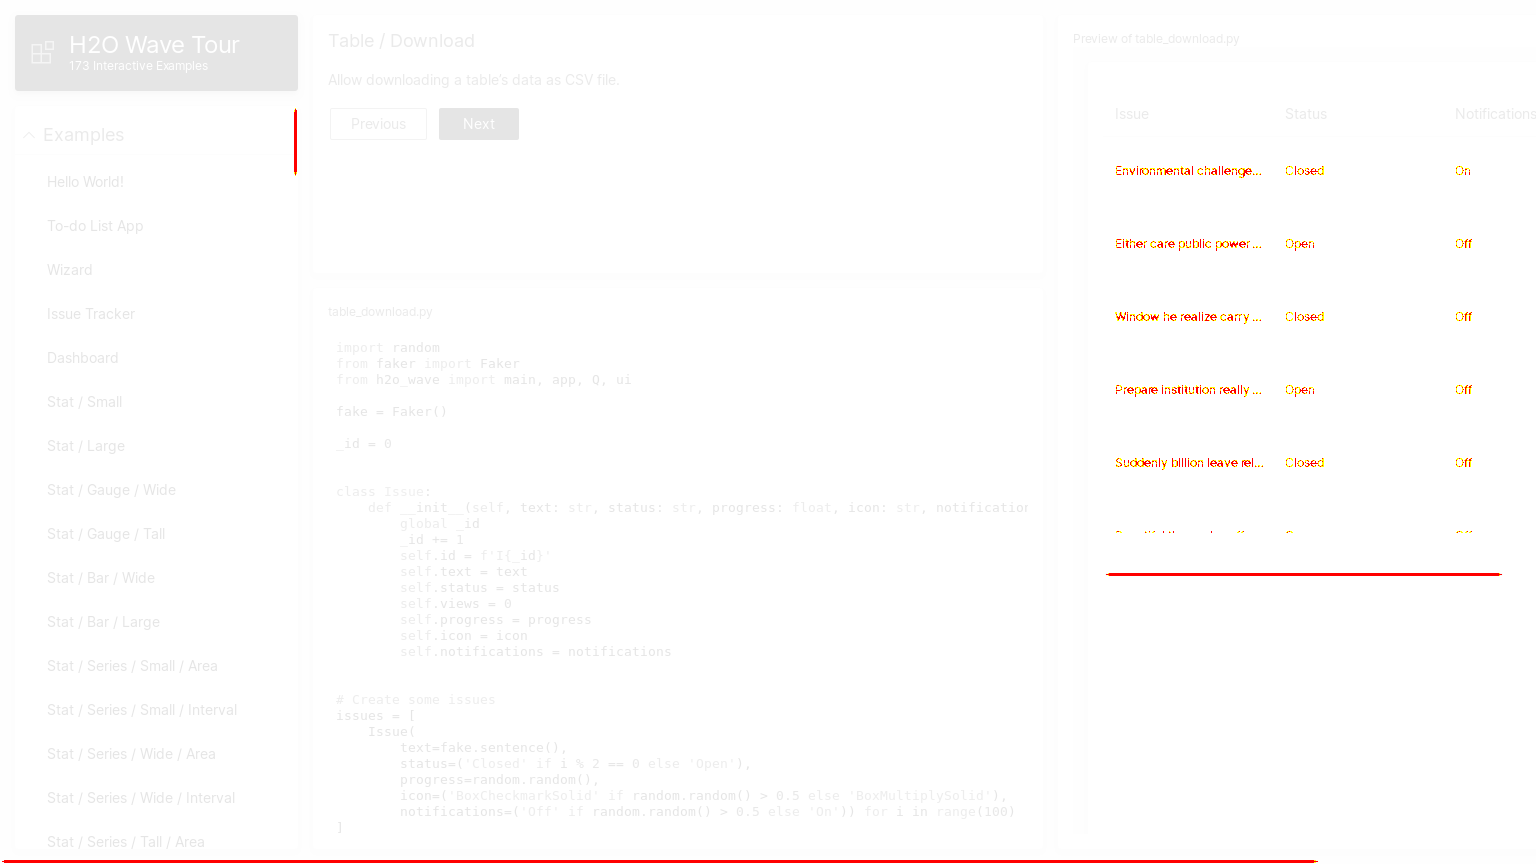 H2O Wave Tour
173 Interactive Examples
Examples
Hello World!
To-do List App
Wizard
Issue Tracker
Dashboard
Stat / Small
Stat / Large
Stat / Gauge / Wide
Stat / Gauge / Tall
Stat / Bar / Wide
Stat / Bar / Large
Stat / Series / Small / Area
Stat / Series / Small / Interval
Stat / Series / Wide / Area
Stat / Series / Wide / Interval
Stat / Series / Tall / Area
Table / Download
Allow downloading a table's data as CSV file.
Previous Next
table_download.py
import random
from faker import Faker
from h2o_wave import main, app, Q, ui
fake = Faker()
_id = 0
class Issue:
def __init__(self, text: str, status: str, progress: float, icon: str, notification
global _id
_id += 1
self.id = f'I{_id}'
self.text = text
self.status = status
self.views = 0
self.progress = progress
self.icon = icon
self.notifications = notifications
# Create some issues
issues = [
Issue(
text=fake.sentence(),
status=('Closed' if i % 2 == 0 else 'Open'),
progress=random.random(),
icon=('BoxCheckmarkSolid' if random.random() > 0.5 else 'BoxMultiplySolid'),
notifications=('Off' if random.random() > 0.5 else 'On')) for i in range(100)
]
Preview of table_download.py
Issue Status Notifications
Environmental challenge... Closed On
Either care public power... Open Off
Window he realize carry... Closed Off
Prepare institution really... Open Off
Suddenly billion leave rel... Closed Off